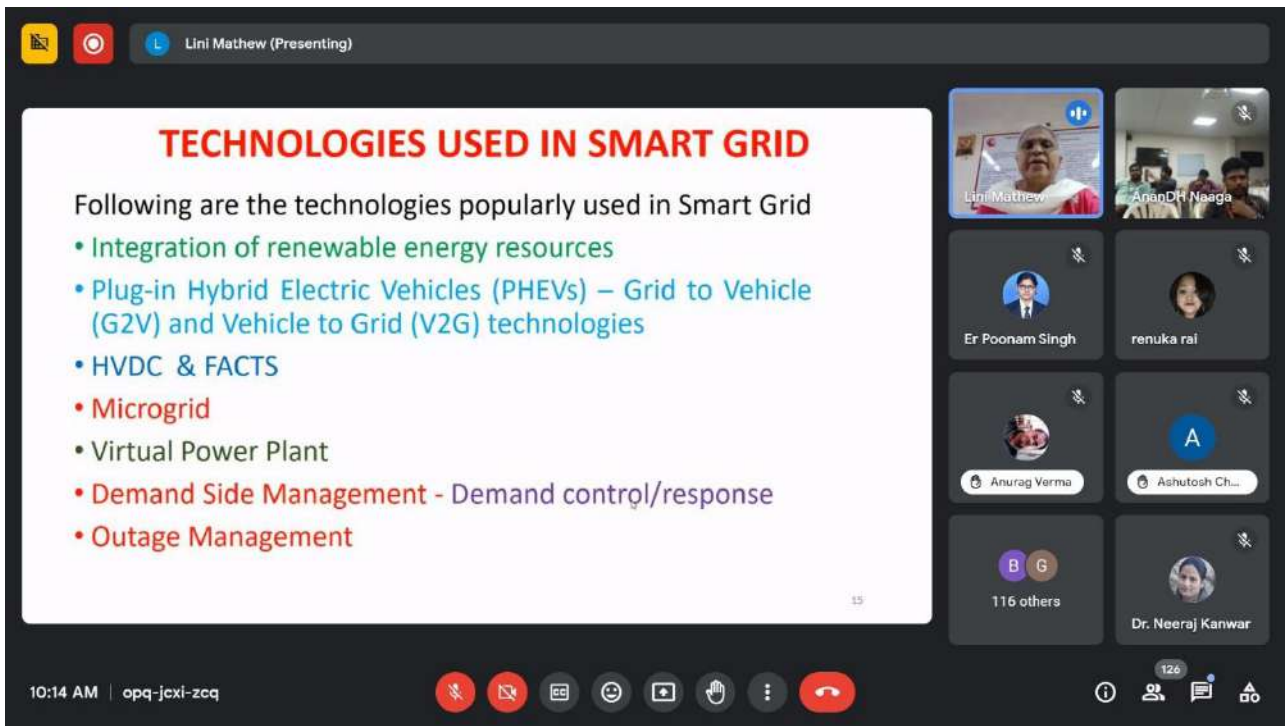 L Lini Mathew (Presenting)
TECHNOLOGIES USED IN SMART GRID
Following are the technologies popularly used in Smart Grid
• Integration of renewable energy resources
• Plug-in Hybrid Electric Vehicles (PHEVs) – Grid to Vehicle
(G2V) and Vehicle to Grid (V2G) technologies
• HVDC & FACTS
• Microgrid
• Virtual Power Plant
• Demand Side Management - Demand control/response
• Outage Management
15
Lini Mathew
AnanDH Naaga
Er Poonam Singh
renuka rai
A
Anurag Verma
Ashutosh Ch...
B G
116 others
Dr. Neeraj Kanwar
10:14 AM | opq-jcxi-zcq
CC
126